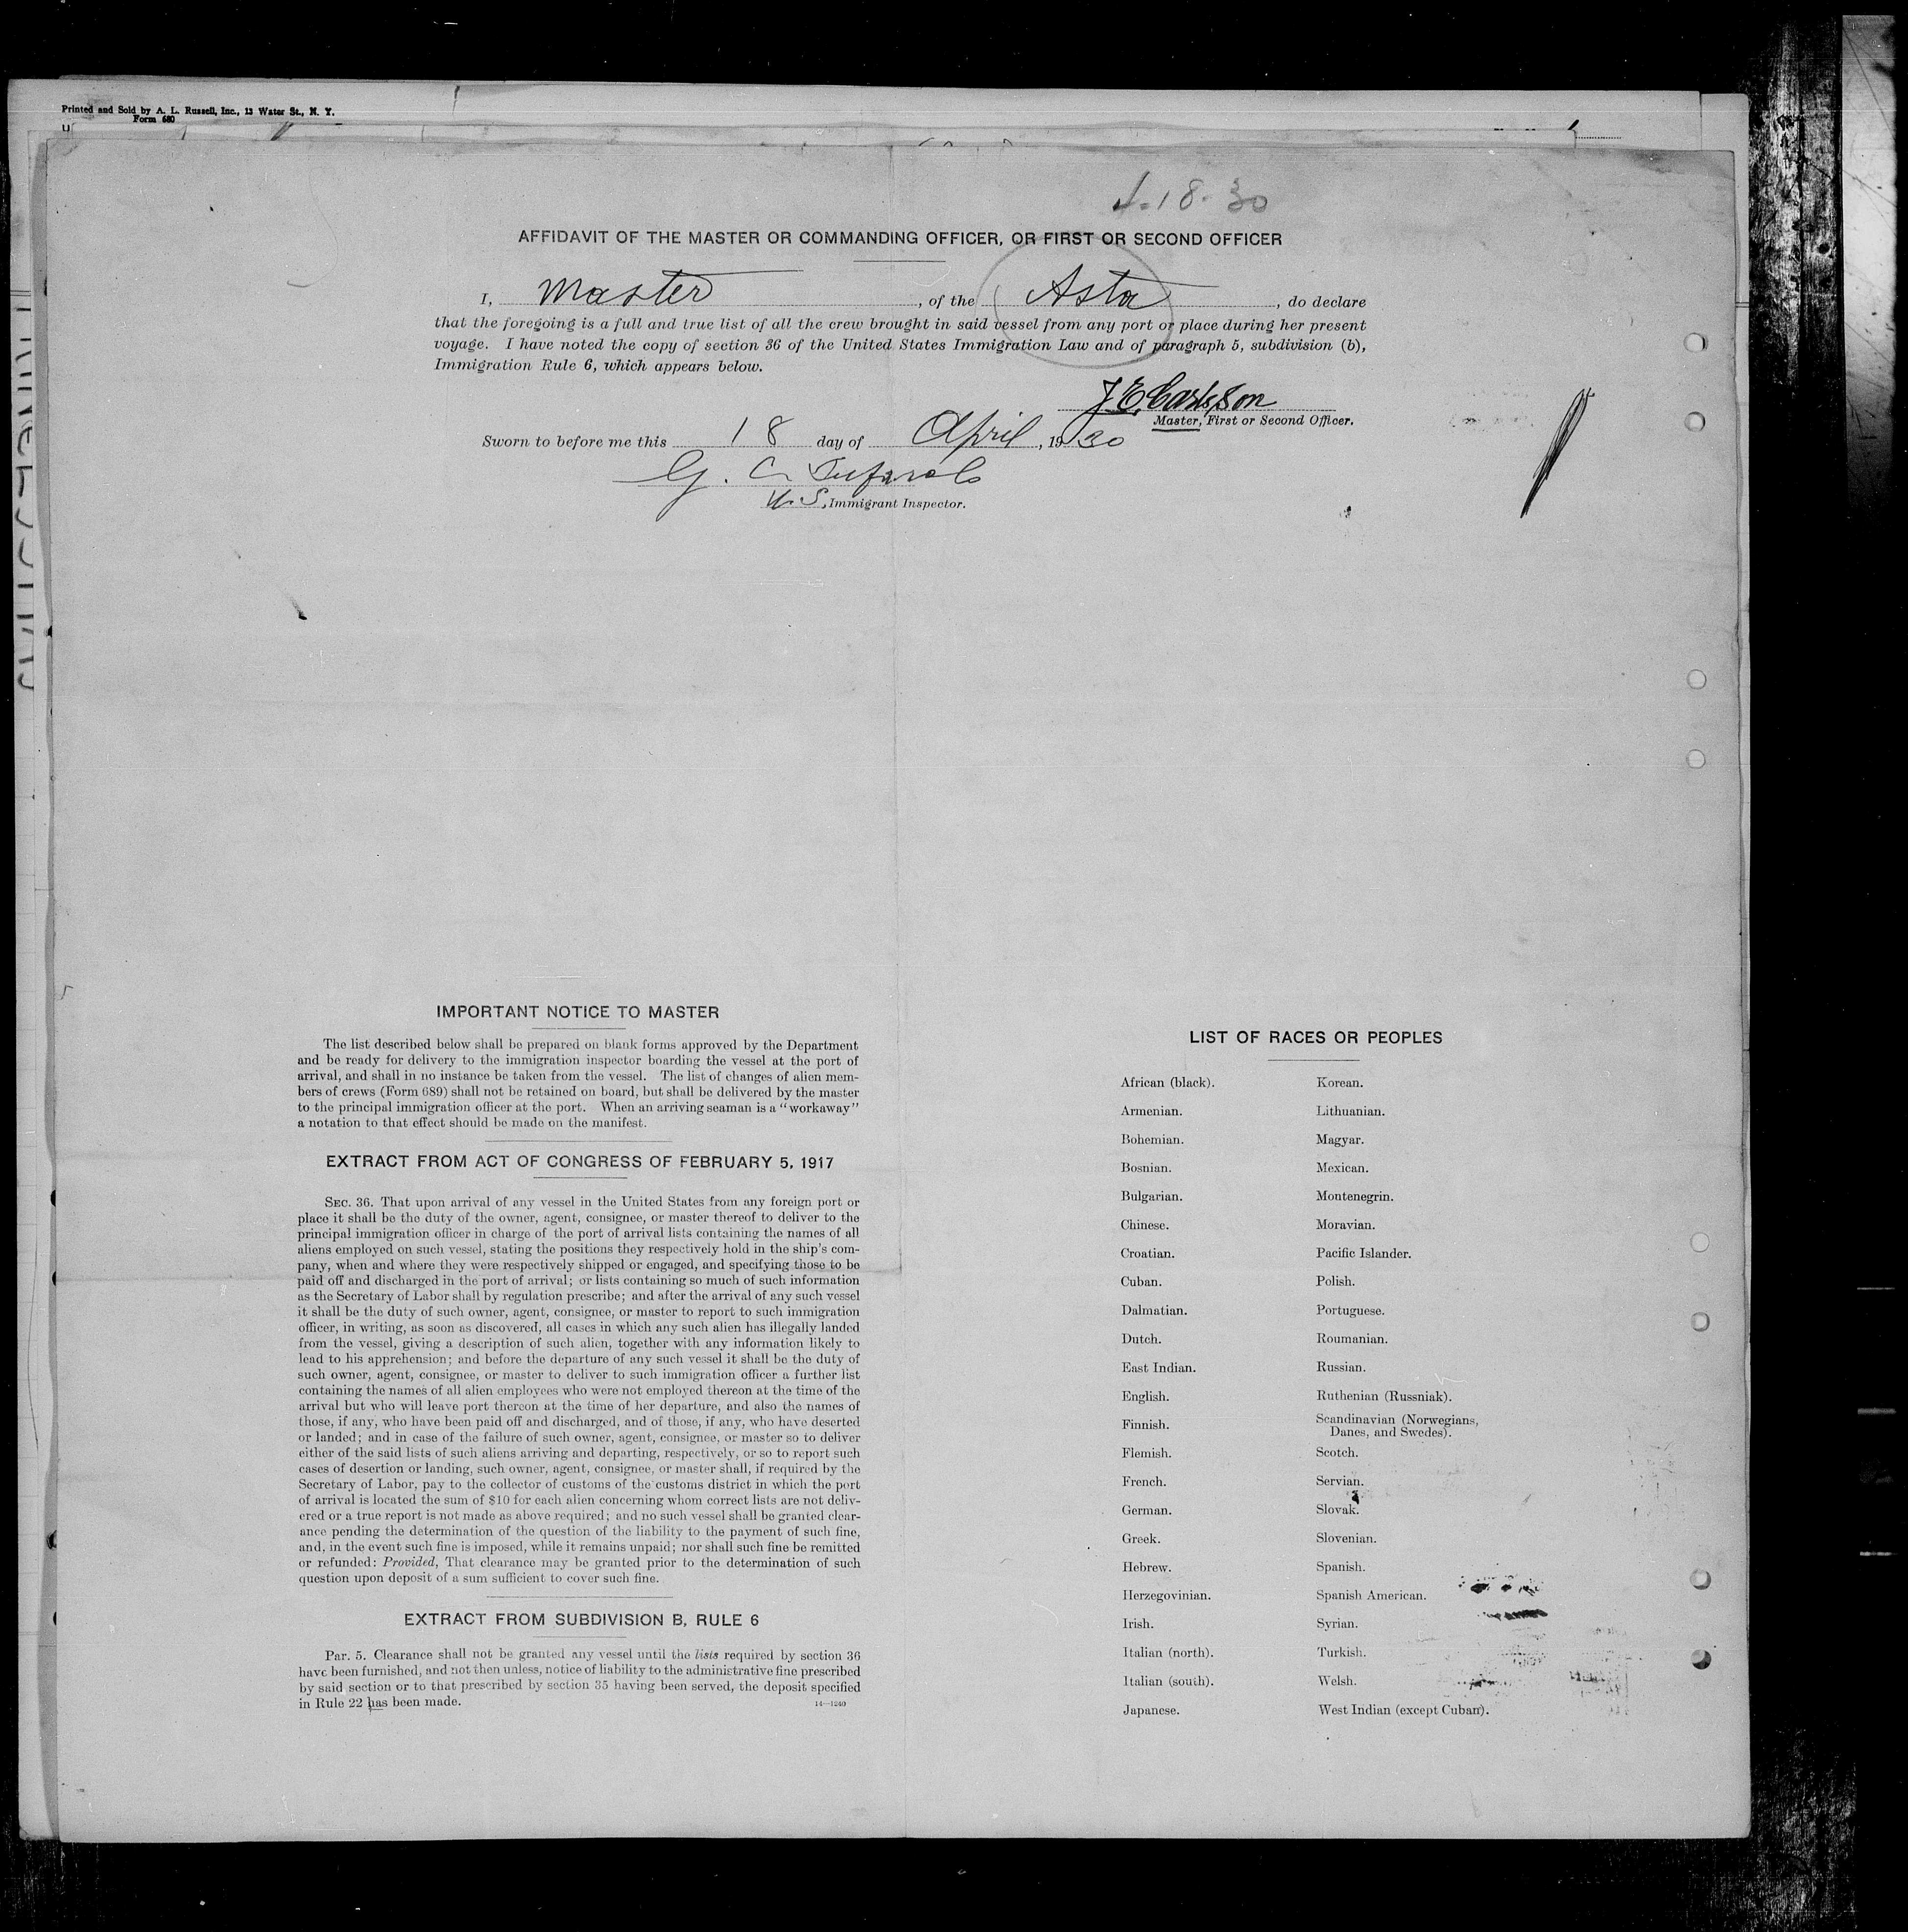 Printed and Sold by A. L. Russell, Inc., 13 Water St., N. Y.
Form 680
4-18-30
AFFIDAVIT OF THE MASTER OR COMMANDING OFFICER, OR FIRST OR SECOND OFFICER
I, Master, of the Asta, do declare
that the foregoing is a full and true list of all the crew brought in said vessel from any port or place during her present
voyage. I have noted the copy of section 36 of the United States Immigration Law and of paragraph 5, subdivision (b),
Immigration Rule 6, which appears below.
J E Carlsson
Master, First or Second Officer.
Sworn to before me this 18 day of April, 1930
G. C.
U.S. Immigrant Inspector.
IMPORTANT NOTICE TO MASTER
The list described below shall be prepared on blank forms approved by the Department
and be ready for delivery to the immigration inspector boarding the vessel at the port of
arrival, and shall in no instance be taken from the vessel. The list of changes of alien mem-
bers of crews (Form 689) shall not be retained on board, but shall be delivered by the master
to the principal immigration officer at the port. When an arriving seaman is a "workaway"
a notation to that effect should be made on the manifest.
EXTRACT FROM ACT OF CONGRESS OF FEBRUARY 5, 1917
SEC. 36. That upon arrival of any vessel in the United States from any foreign port or
place it shall be the duty of the owner, agent, consignee, or master thereof to deliver to the
principal immigration officer in charge of the port of arrival lists containing the names of all
aliens employed on such vessel, stating the positions they respectively hold in the ship's com-
pany, when and where they were respectively shipped or engaged, and specifying those to be
paid off and discharged in the port of arrival; or lists containing so much of such information
as the Secretary of Labor shall by regulation prescribe; and after the arrival of any such vessel
it shall be the duty of such owner, agent, consignee, or master to report to such immigration
officer, in writing, as soon as discovered, all cases in which any such alien has illegally landed
from the vessel, giving a description of such alien, together with any information likely to
lead to his apprehension; and before the departure of any such vessel it shall be the duty of
such owner, agent, consignee, or master to deliver to such immigration officer a further list
containing the names of all alien employees who were not employed thereon at the time of the
arrival but who will leave port thereon at the time of her departure, and also the names of
those, if any, who have been paid off and discharged, and of those, if any, who have deserted
or landed; and in case of the failure of such owner, agent, consignee, or master so to deliver
either of the said lists of such aliens arriving and departing, respectively, or so to report such
cases of desertion or landing, such owner, agent, consignee, or master shall, if required by the
Secretary of Labor, pay to the collector of customs of the customs district in which the port
of arrival is located the sum of $10 for each alien concerning whom correct lists are not deliv-
ered or a true report is not made as above required; and no such vessel shall be granted clear-
ance pending the determination of the question of the liability to the payment of such fine,
and, in the event such fine is imposed, while it remains unpaid; nor shall such fine be remitted
or refunded: Provided, That clearance may be granted prior to the determination of such
question upon deposit of a sum sufficient to cover such fine.
EXTRACT FROM SUBDIVISION B, RULE 6
Par. 5. Clearance shall not be granted any vessel until the lists required by section 36
have been furnished, and not then unless, notice of liability to the administrative fine prescribed
by said section or to that prescribed by section 35 having been served, the deposit specified
in Rule 22 has been made.
14—1240
LIST OF RACES OR PEOPLES
African (black).
Armenian.
Bohemian.
Bosnian.
Bulgarian.
Chinese.
Croatian.
Cuban.
Dalmatian.
Dutch.
East Indian.
English.
Finnish.
Flemish.
French.
German.
Greek.
Hebrew.
Herzegovinian.
Irish.
Italian (north).
Italian (south).
Japanese.
Korean.
Lithuanian.
Magyar.
Mexican.
Montenegrin.
Moravian.
Pacific Islander.
Polish.
Portuguese.
Roumanian.
Russian.
Ruthenian (Russniak).
Scandinavian (Norwegians,
Danes, and Swedes).
Scotch.
Servian.
Slovak.
Slovenian.
Spanish.
Spanish American.
Syrian.
Turkish.
Welsh.
West Indian (except Cuban).